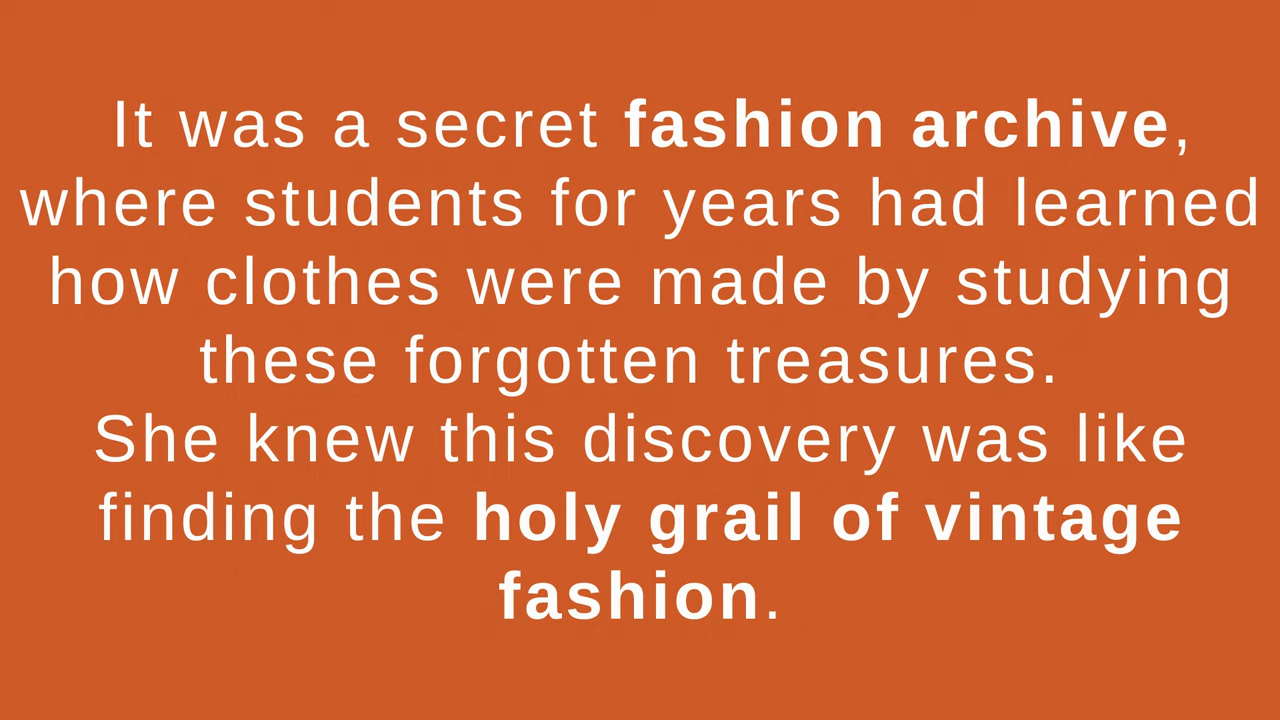 It was a secret fashion archive,
where students for years had learned
how clothes were made by studying
these forgotten treasures.
She knew this discovery was like
finding the holy grail of vintage
fashion.